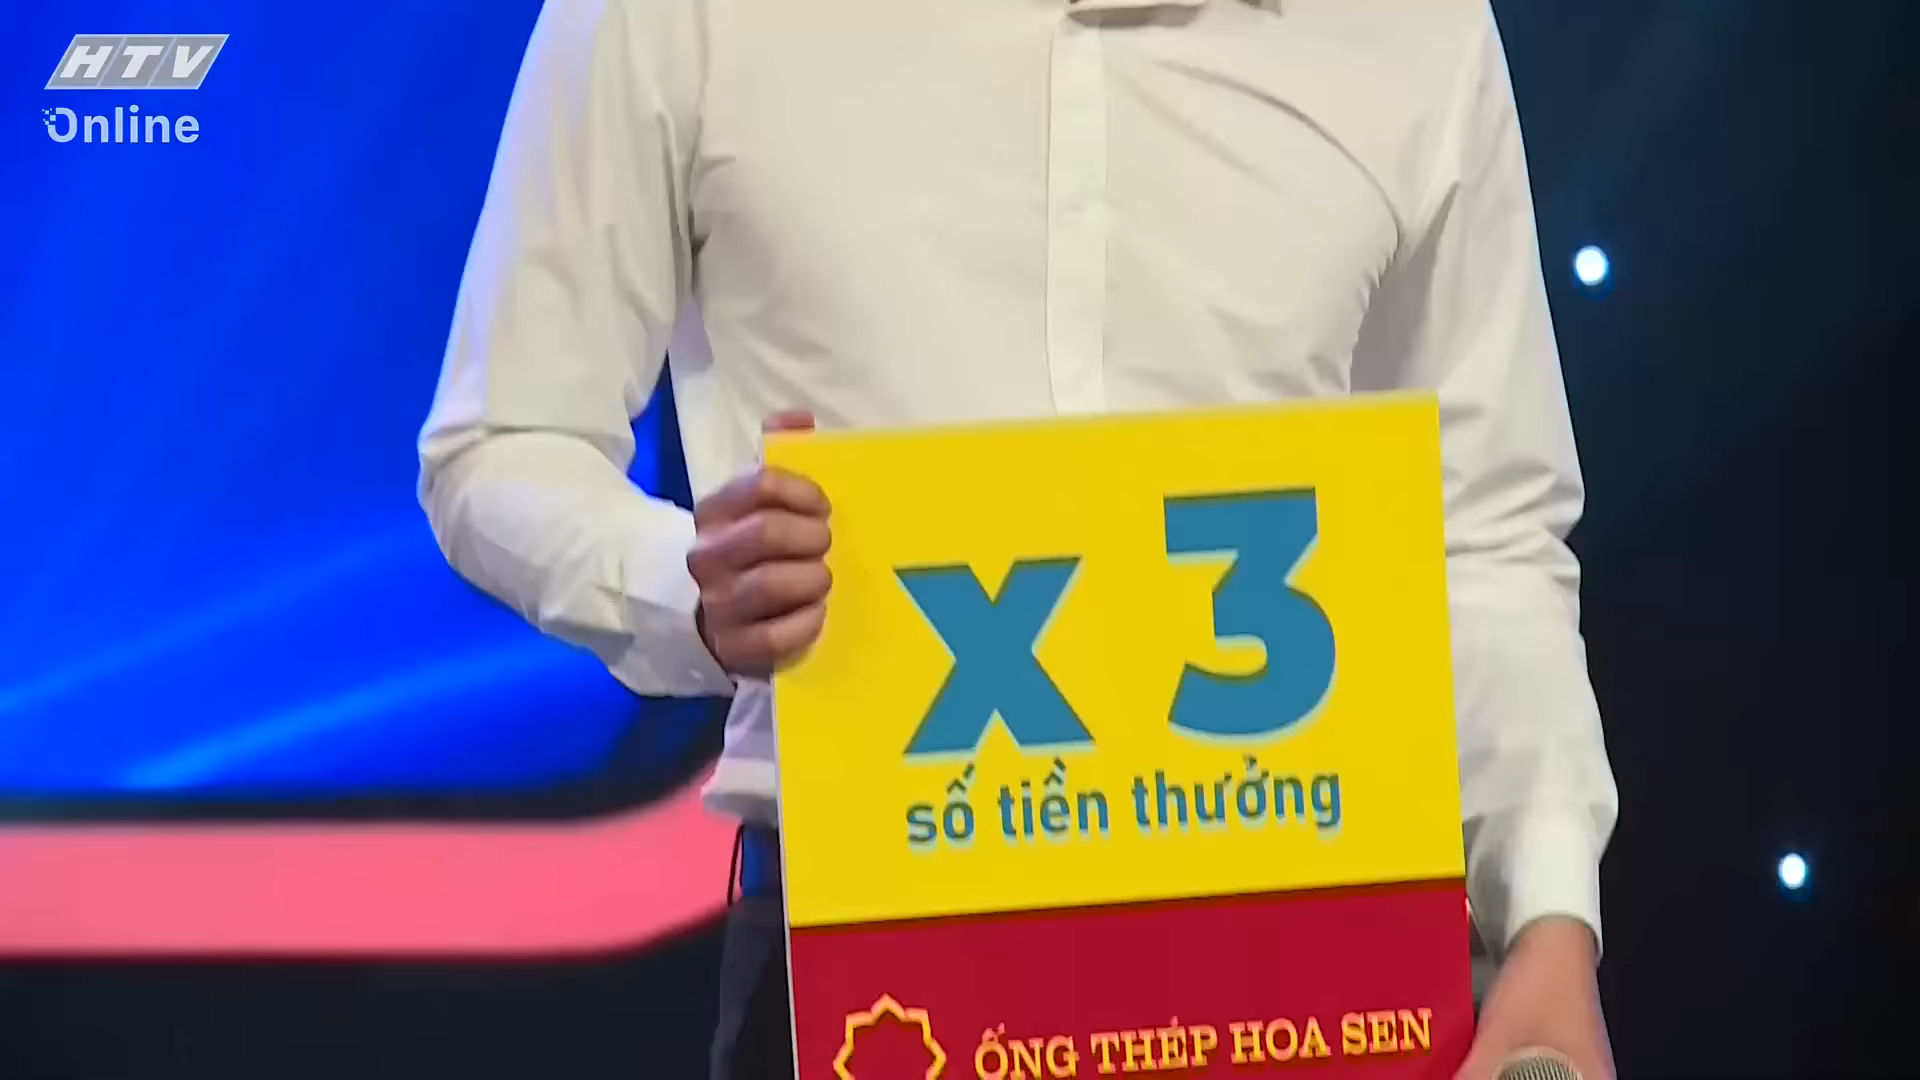 HTV
Online
x 3
số tiền thưởng
ỐNG THÉP HOA SEN